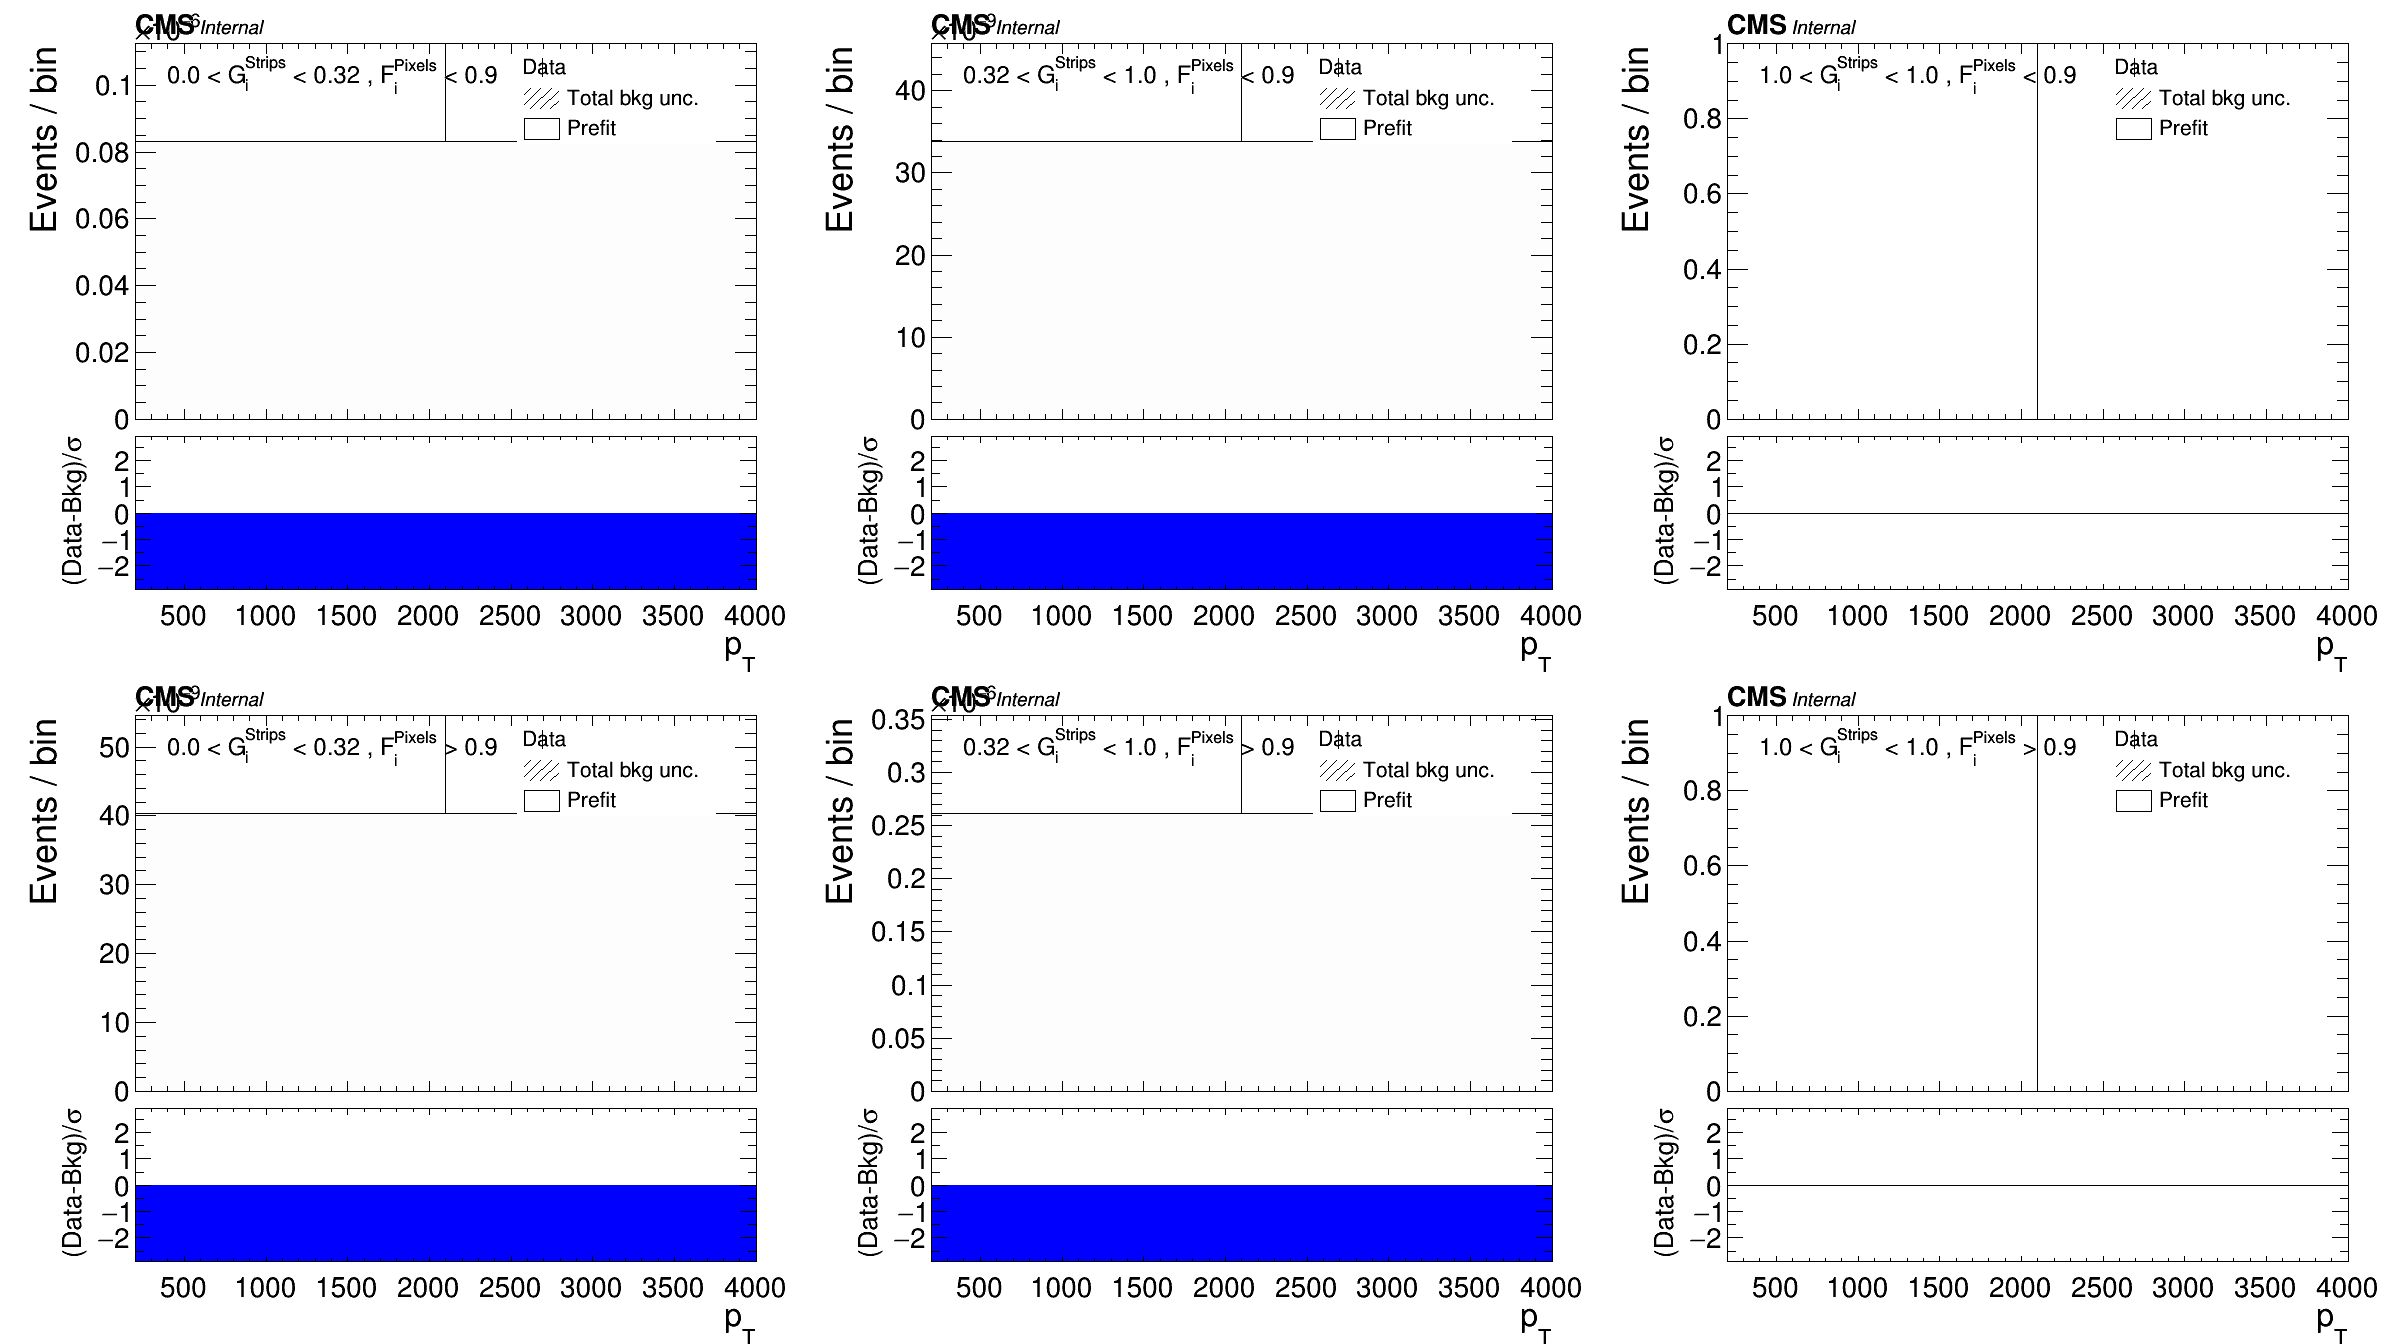 CMS Internal
×10^6
0.0 < G_i^Strips < 0.32 , F_i^Pixels < 0.9
Data
Total bkg unc.
Prefit
Events / bin
0.1
0.08
0.06
0.04
0.02
0
(Data-Bkg)/σ
2
1
0
−1
−2
500 1000 1500 2000 2500 3000 3500 4000
p_T
CMS Internal
×10^9
0.32 < G_i^Strips < 1.0 , F_i^Pixels < 0.9
Data
Total bkg unc.
Prefit
Events / bin
40
30
20
10
0
(Data-Bkg)/σ
2
1
0
−1
−2
500 1000 1500 2000 2500 3000 3500 4000
p_T
CMS Internal
1.0 < G_i^Strips < 1.0 , F_i^Pixels < 0.9
Data
Total bkg unc.
Prefit
Events / bin
1
0.8
0.6
0.4
0.2
0
(Data-Bkg)/σ
2
1
0
−1
−2
500 1000 1500 2000 2500 3000 3500 4000
p_T
CMS Internal
×10^9
0.0 < G_i^Strips < 0.32 , F_i^Pixels > 0.9
Data
Total bkg unc.
Prefit
Events / bin
50
40
30
20
10
0
(Data-Bkg)/σ
2
1
0
−1
−2
500 1000 1500 2000 2500 3000 3500 4000
p_T
CMS Internal
×10^6
0.32 < G_i^Strips < 1.0 , F_i^Pixels > 0.9
Data
Total bkg unc.
Prefit
Events / bin
0.35
0.3
0.25
0.2
0.15
0.1
0.05
0
(Data-Bkg)/σ
2
1
0
−1
−2
500 1000 1500 2000 2500 3000 3500 4000
p_T
CMS Internal
1.0 < G_i^Strips < 1.0 , F_i^Pixels > 0.9
Data
Total bkg unc.
Prefit
Events / bin
1
0.8
0.6
0.4
0.2
0
(Data-Bkg)/σ
2
1
0
−1
−2
500 1000 1500 2000 2500 3000 3500 4000
p_T